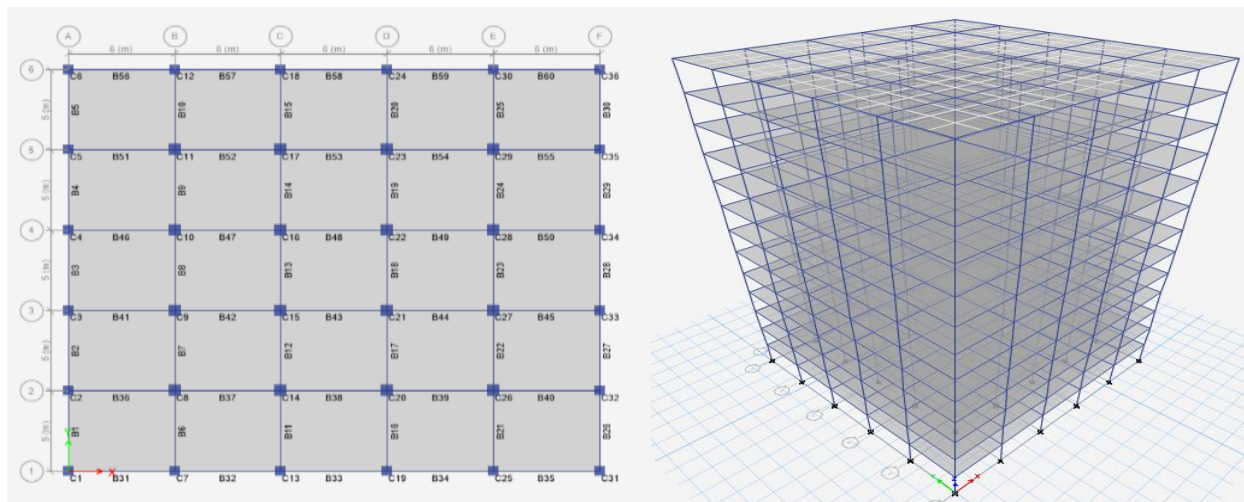 A B C D E F
6 (m) 6 (m) 6 (m) 6 (m) 6 (m)
6
C6 B56 C12 B57 C18 B58 C24 B59 C30 B60 C36
5 (m) B5 B10 B15 B20 B25 B30
5
C5 B51 C11 B52 C17 B53 C23 B54 C29 B55 C35
5 (m) B4 B9 B14 B19 B24 B29
4
C4 B46 C10 B47 C16 B48 C22 B49 C28 B50 C34
5 (m) B3 B8 B13 B18 B23 B28
3
C3 B41 C9 B42 C15 B43 C21 B44 C27 B45 C33
5 (m) B2 B7 B12 B17 B22 B27
2
C2 B36 C8 B37 C14 B38 C20 B39 C26 B40 C32
5 (m) B1 B6 B11 B16 B21 B26
Y
1 X
C1 B31 C7 B32 C13 B33 C19 B34 C25 B35 C31